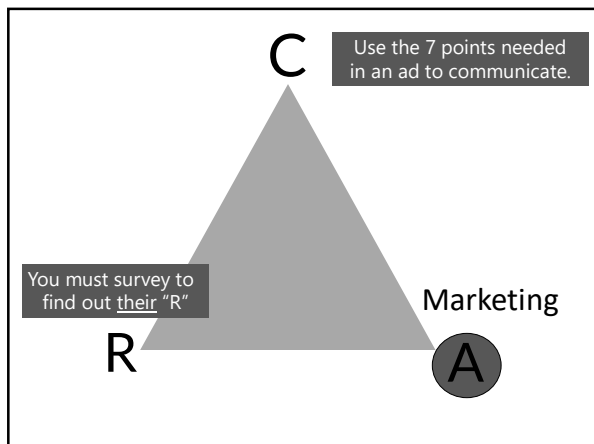 C
Use the 7 points needed
in an ad to communicate.
You must survey to
find out their “R”
R
Marketing
A